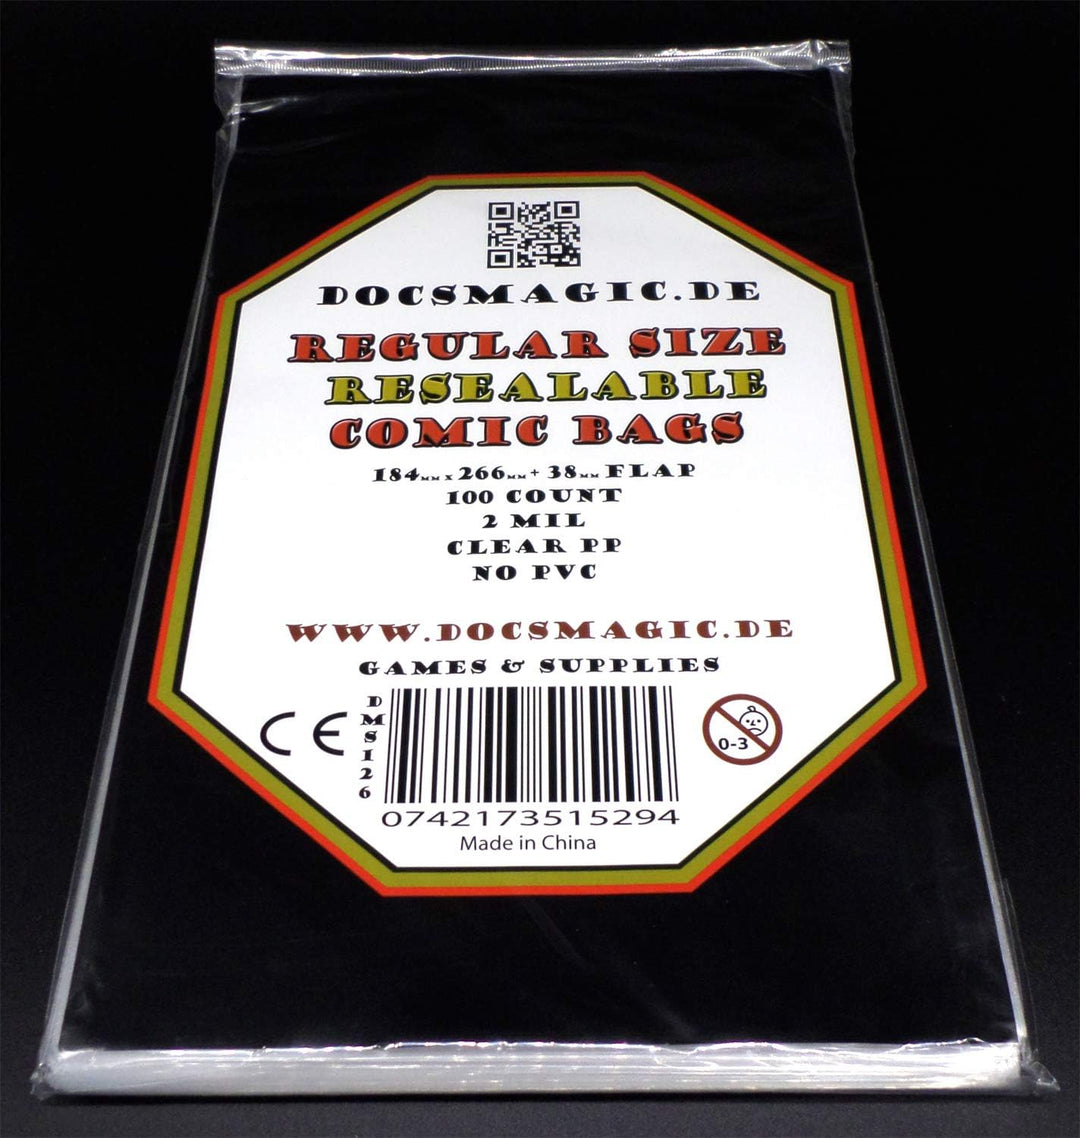 DOCSMAGIC.DE
REGULAR SIZE
RESEALABLE
COMIC BAGS
184MM X 266MM + 38MM FLAP
100 COUNT
2 MIL
CLEAR PP
NO PVC
WWW.DOCSMAGIC.DE
GAMES & SUPPLIES
CE
DMS126
0-3
0742173515294
Made in China